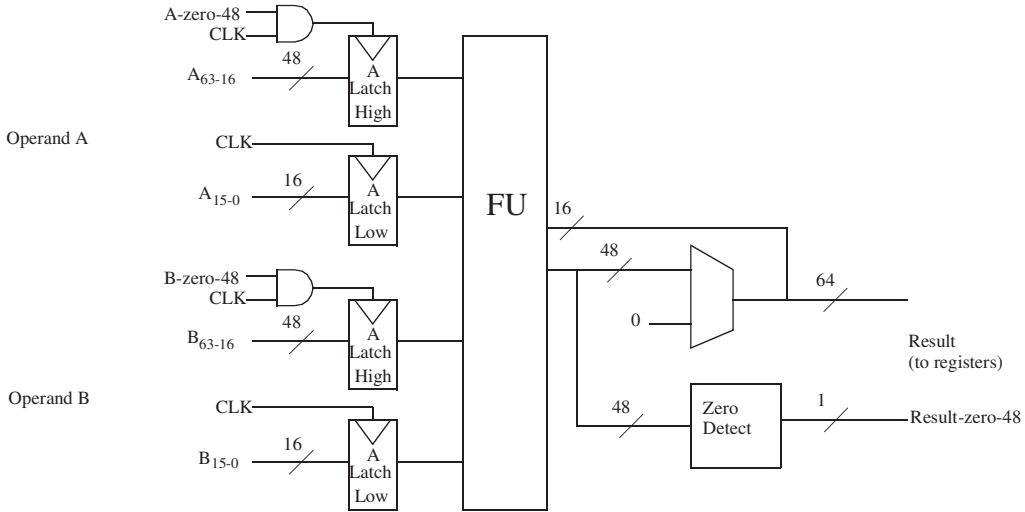 A-zero-48
CLK
48
A63-16
A
Latch
High
Operand A
CLK
16
A15-0
A
Latch
Low
FU
16
48
64
0
Result
(to registers)
B-zero-48
CLK
48
B63-16
A
Latch
High
Operand B
CLK
16
B15-0
A
Latch
Low
48
Zero
Detect
1
Result-zero-48